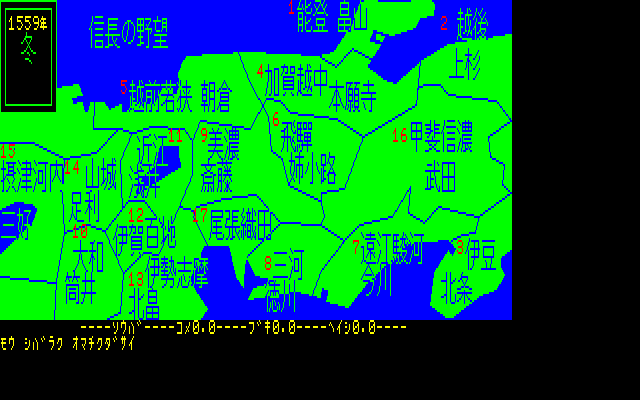 1559年
冬
信長の野望
1 能登 畠山
2 越後
上杉
4 加賀越中
本願寺
5 越前若狭 朝倉
6 飛騨
姉小路
16 甲斐信濃
武田
11 近江
浅井
9 美濃
斎藤
15 摂津河内
三好
14 山城
足利
12 伊賀百地
17 尾張織田
10 大和
筒井
13 伊勢志摩
北畠
8 三河
徳川
7 遠江駿河
今川
3 伊豆
北条
----ソウバ----コメ0.0----ブキ0.0----ヘイシ0.0----
モウ シバラク オマチクダサイ